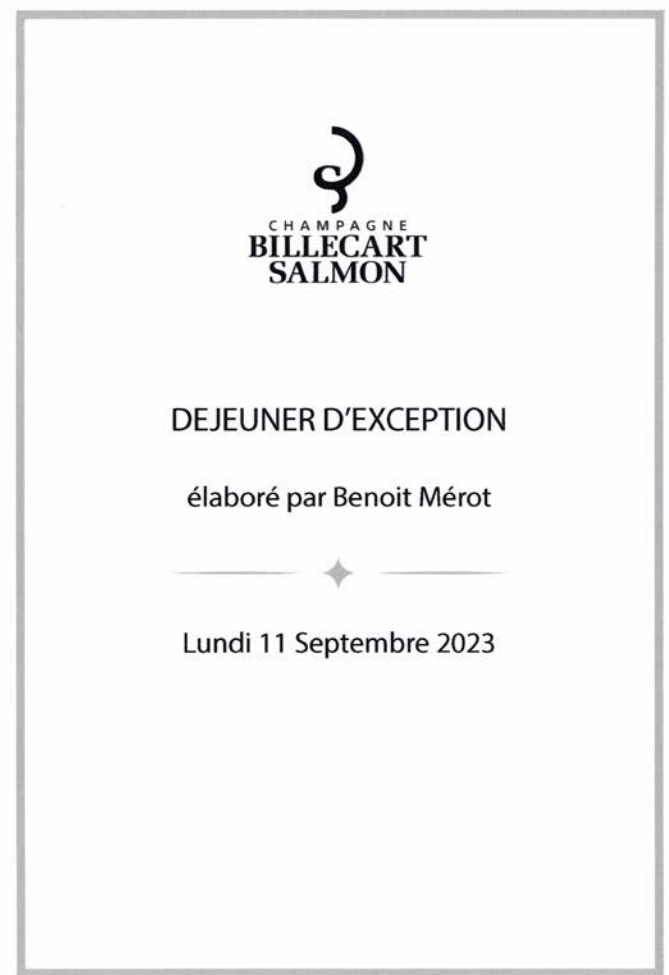 CHAMPAGNE
BILLECART
SALMON
DEJEUNER D'EXCEPTION
élaboré par Benoit Mérot
Lundi 11 Septembre 2023